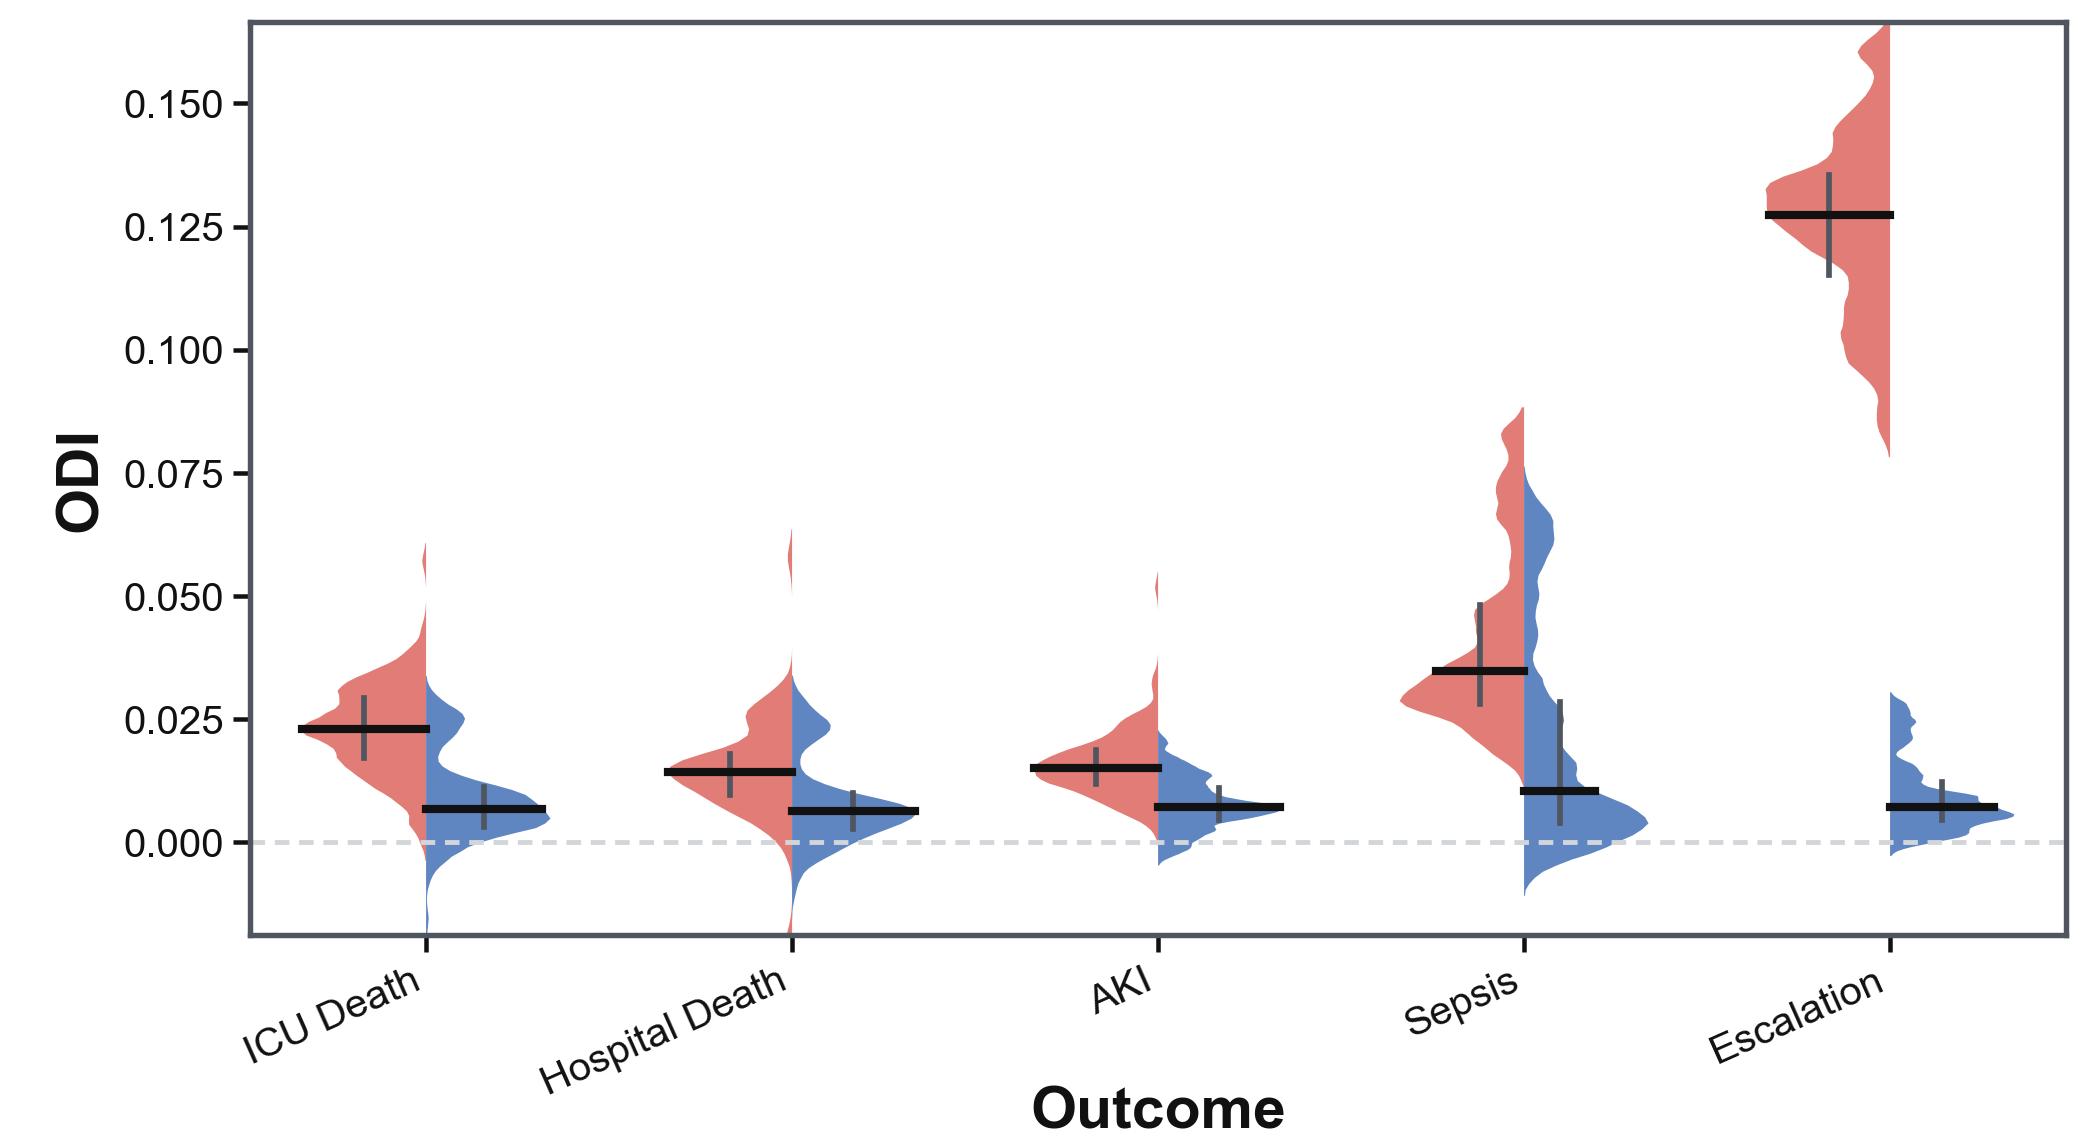 0.150
0.125
0.100
0.075
0.050
0.025
0.000
ODI
ICU Death
Hospital Death
AKI
Sepsis
Escalation
Outcome